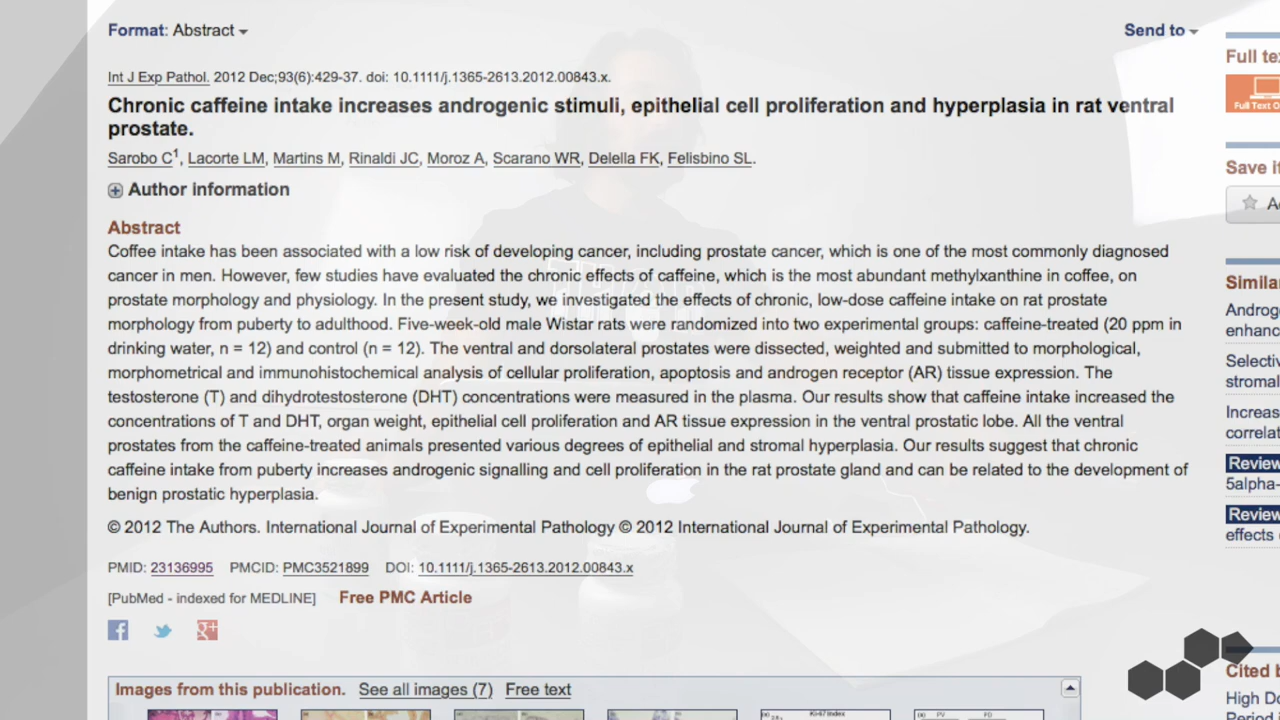 Format: Abstract
Send to
Int J Exp Pathol. 2012 Dec;93(6):429-37. doi: 10.1111/j.1365-2613.2012.00843.x.
Full te
Chronic caffeine intake increases androgenic stimuli, epithelial cell proliferation and hyperplasia in rat ventral
prostate.
Full Text O
Sarobo C1, Lacorte LM, Martins M, Rinaldi JC, Moroz A, Scarano WR, Delella FK, Felisbino SL.
Save i
Author information
Abstract
Coffee intake has been associated with a low risk of developing cancer, including prostate cancer, which is one of the most commonly diagnosed
cancer in men. However, few studies have evaluated the chronic effects of caffeine, which is the most abundant methylxanthine in coffee, on
prostate morphology and physiology. In the present study, we investigated the effects of chronic, low-dose caffeine intake on rat prostate
morphology from puberty to adulthood. Five-week-old male Wistar rats were randomized into two experimental groups: caffeine-treated (20 ppm in
drinking water, n = 12) and control (n = 12). The ventral and dorsolateral prostates were dissected, weighted and submitted to morphological,
morphometrical and immunohistochemical analysis of cellular proliferation, apoptosis and androgen receptor (AR) tissue expression. The
testosterone (T) and dihydrotestosterone (DHT) concentrations were measured in the plasma. Our results show that caffeine intake increased the
concentrations of T and DHT, organ weight, epithelial cell proliferation and AR tissue expression in the ventral prostatic lobe. All the ventral
prostates from the caffeine-treated animals presented various degrees of epithelial and stromal hyperplasia. Our results suggest that chronic
caffeine intake from puberty increases androgenic signalling and cell proliferation in the rat prostate gland and can be related to the development of
benign prostatic hyperplasia.
© 2012 The Authors. International Journal of Experimental Pathology © 2012 International Journal of Experimental Pathology.
PMID: 23136995 PMCID: PMC3521899 DOI: 10.1111/j.1365-2613.2012.00843.x
[PubMed - indexed for MEDLINE] Free PMC Article
Images from this publication. See all images (7) Free text
Ki-67 Index
Simila
Androg
enhanc
Selectiv
stromal
Increas
correlat
Review
5alpha-
Review
effects
Cited b
High D